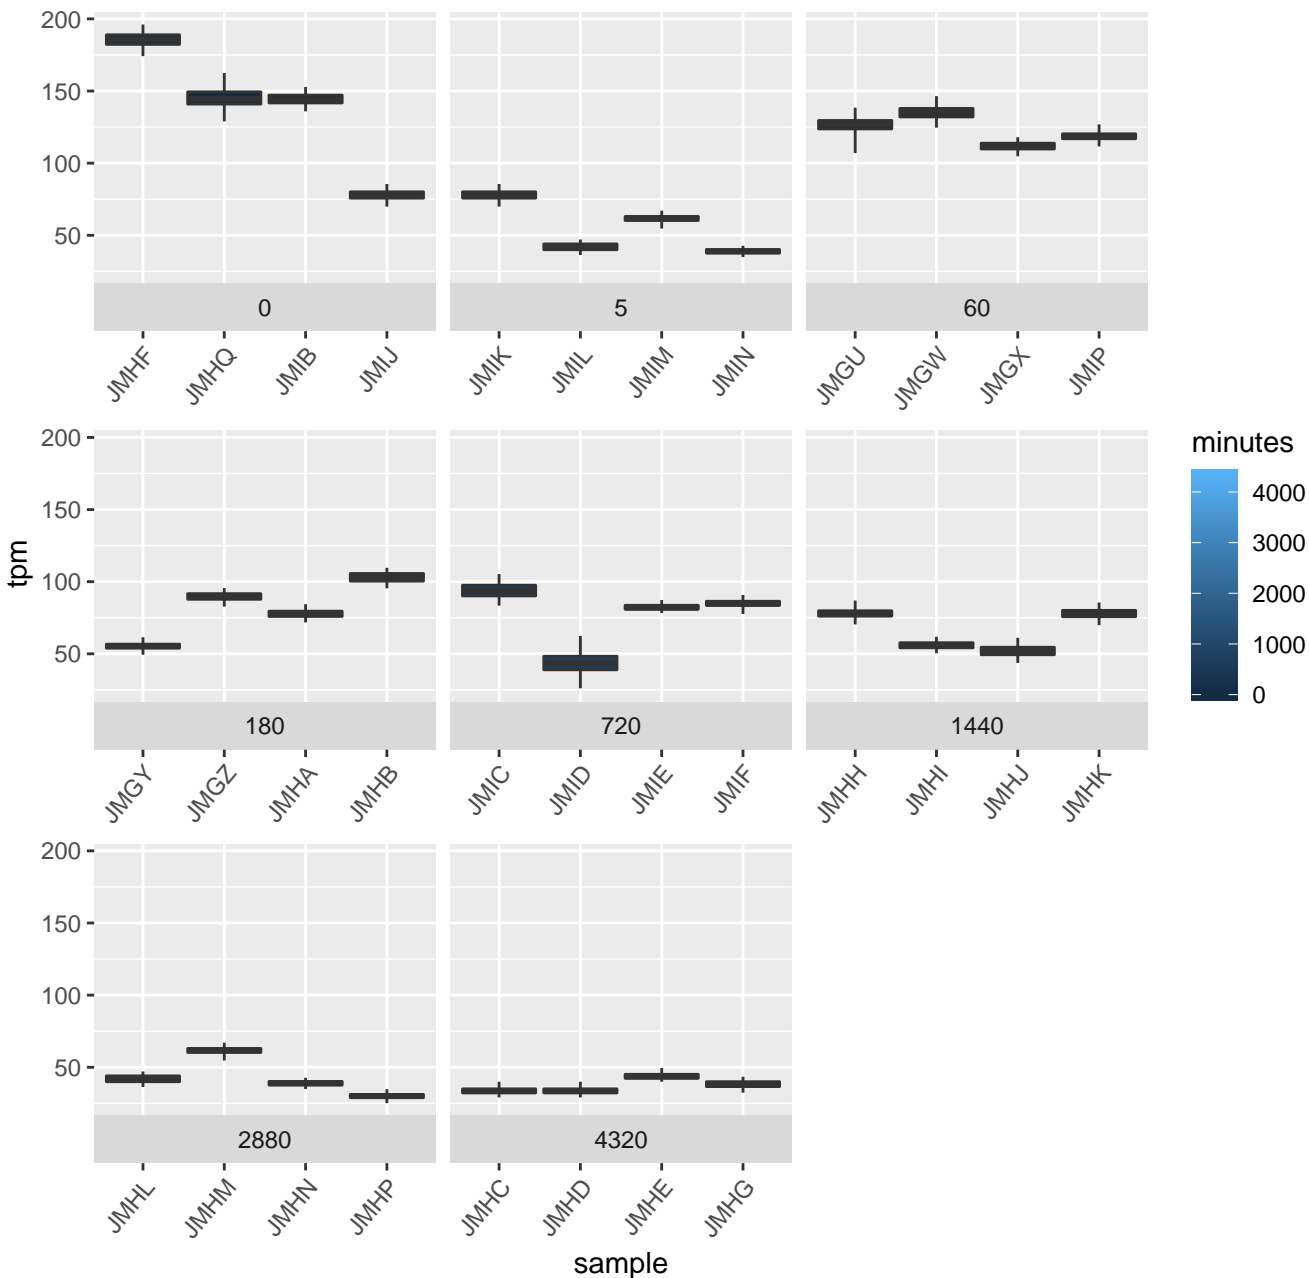 200
150
100
50
0
5
60
JMHF
JMHQ
JMIB
JMIJ
JMIK
JMIL
JMIM
JMIN
JMGU
JMGW
JMGX
JMIP
200
150
100
50
tpm
180
720
1440
JMGY
JMGZ
JMHA
JMHB
JMIC
JMID
JMIE
JMIF
JMHH
JMHI
JMHJ
JMHK
minutes
4000
3000
2000
1000
0
200
150
100
50
2880
4320
JMHL
JMHM
JMHN
JMHP
JMHC
JMHD
JMHE
JMHG
sample